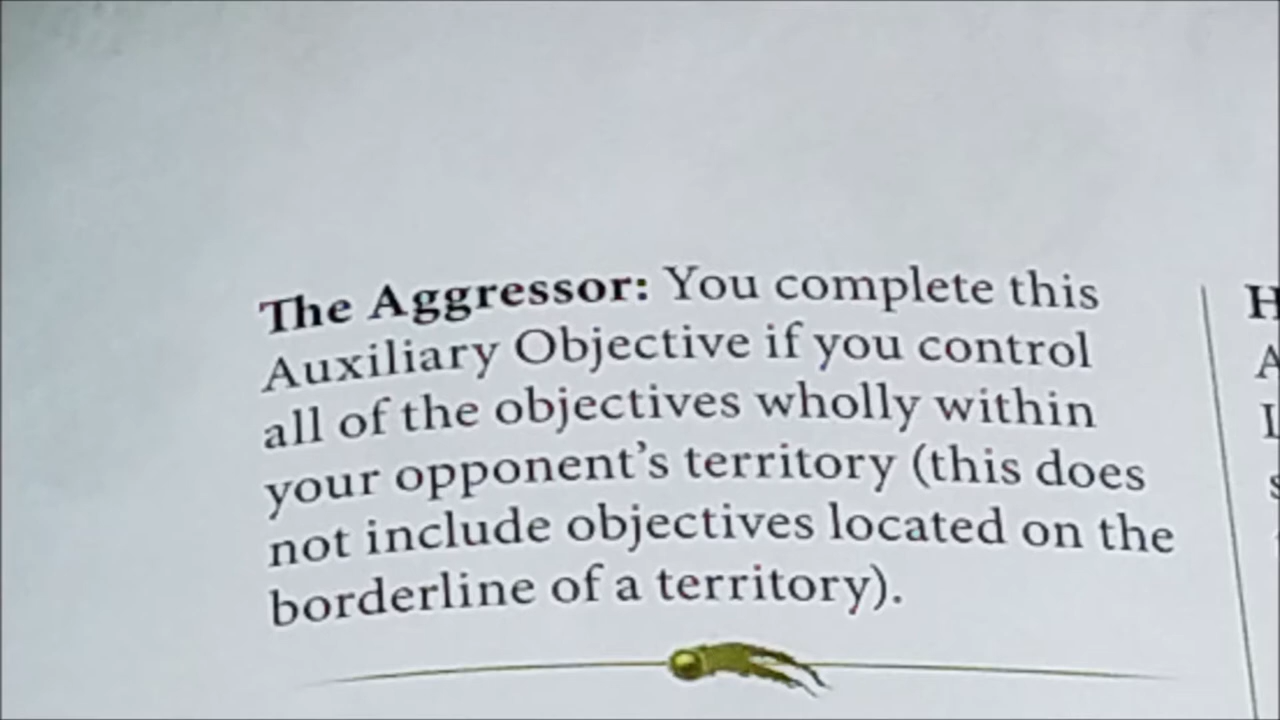 The Aggressor: You complete this
Auxiliary Objective if you control
all of the objectives wholly within
your opponent's territory (this does
not include objectives located on the
borderline of a territory).